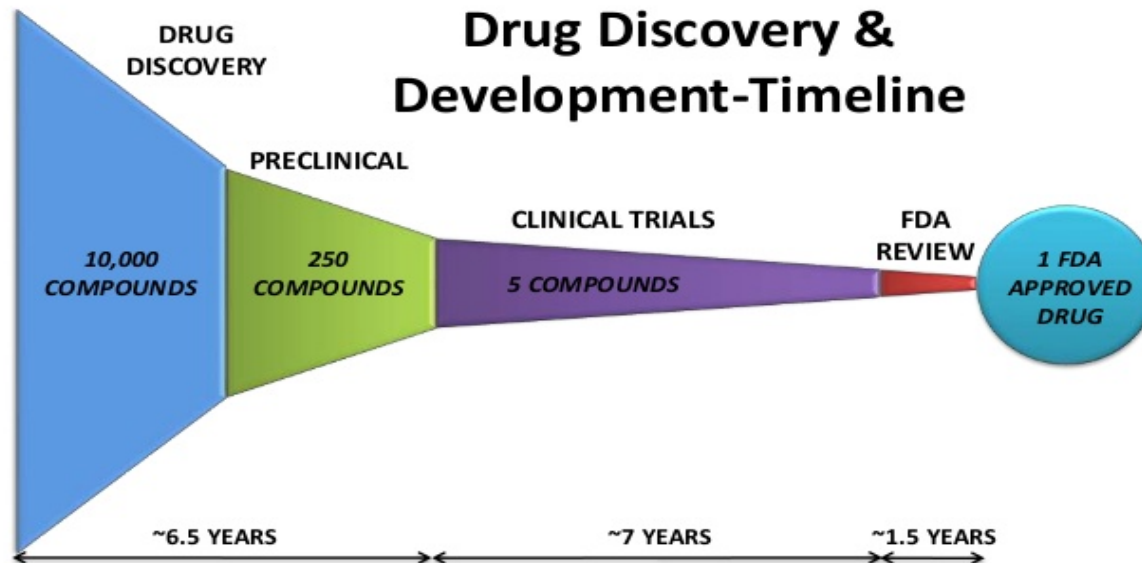 Drug Discovery &
Development-Timeline
DRUG
DISCOVERY
PRECLINICAL
CLINICAL TRIALS
FDA
REVIEW
10,000
COMPOUNDS
250
COMPOUNDS
5 COMPOUNDS
1 FDA
APPROVED
DRUG
~6.5 YEARS
~7 YEARS
~1.5 YEARS